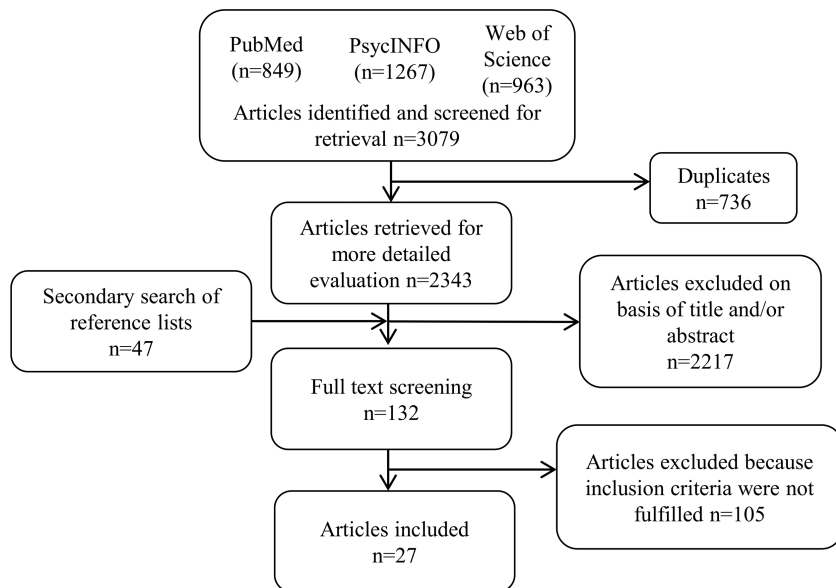 PubMed
(n=849)
PsycINFO
(n=1267)
Web of
Science
(n=963)
Articles identified and screened for
retrieval n=3079
Duplicates
n=736
Articles retrieved for
more detailed
evaluation n=2343
Secondary search of
reference lists
n=47
Articles excluded on
basis of title and/or
abstract
n=2217
Full text screening
n=132
Articles excluded because
inclusion criteria were not
fulfilled n=105
Articles included
n=27